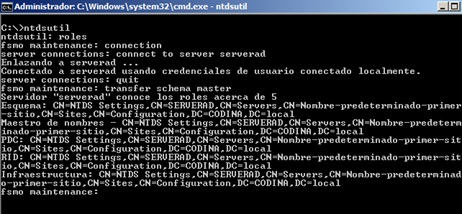 Administrador: C:\Windows\system32\cmd.exe - ntdsutil
C:\>ntdsutil
ntdsutil: roles
fsmo maintenance: connection
server connections: connect to server serverad
Enlazando a serverad ...
Conectado a serverad usando credenciales de usuario conectado localmente.
server connections: quit
fsmo maintenance: transfer schema master
Servidor "serverad" conoce los roles acerca de 5
Esquema: CN=NTDS Settings,CN=SERVERAD,CN=Servers,CN=Nombre-predeterminado-primer
-sitio,CN=Sites,CN=Configuration,DC=CODINA,DC=local
Maestro de nombres - CN=NTDS Settings,CN=SERVERAD,CN=Servers,CN=Nombre-predeterm
inado-primer-sitio,CN=Sites,CN=Configuration,DC=CODINA,DC=local
PDC: CN=NTDS Settings,CN=SERVERAD,CN=Servers,CN=Nombre-predeterminado-primer-sit
io,CN=Sites,CN=Configuration,DC=CODINA,DC=local
RID: CN=NTDS Settings,CN=SERVERAD,CN=Servers,CN=Nombre-predeterminado-primer-sit
io,CN=Sites,CN=Configuration,DC=CODINA,DC=local
Infraestructura: CN=NTDS Settings,CN=SERVERAD,CN=Servers,CN=Nombre-predeterminad
o-primer-sitio,CN=Sites,CN=Configuration,DC=CODINA,DC=local
fsmo maintenance: